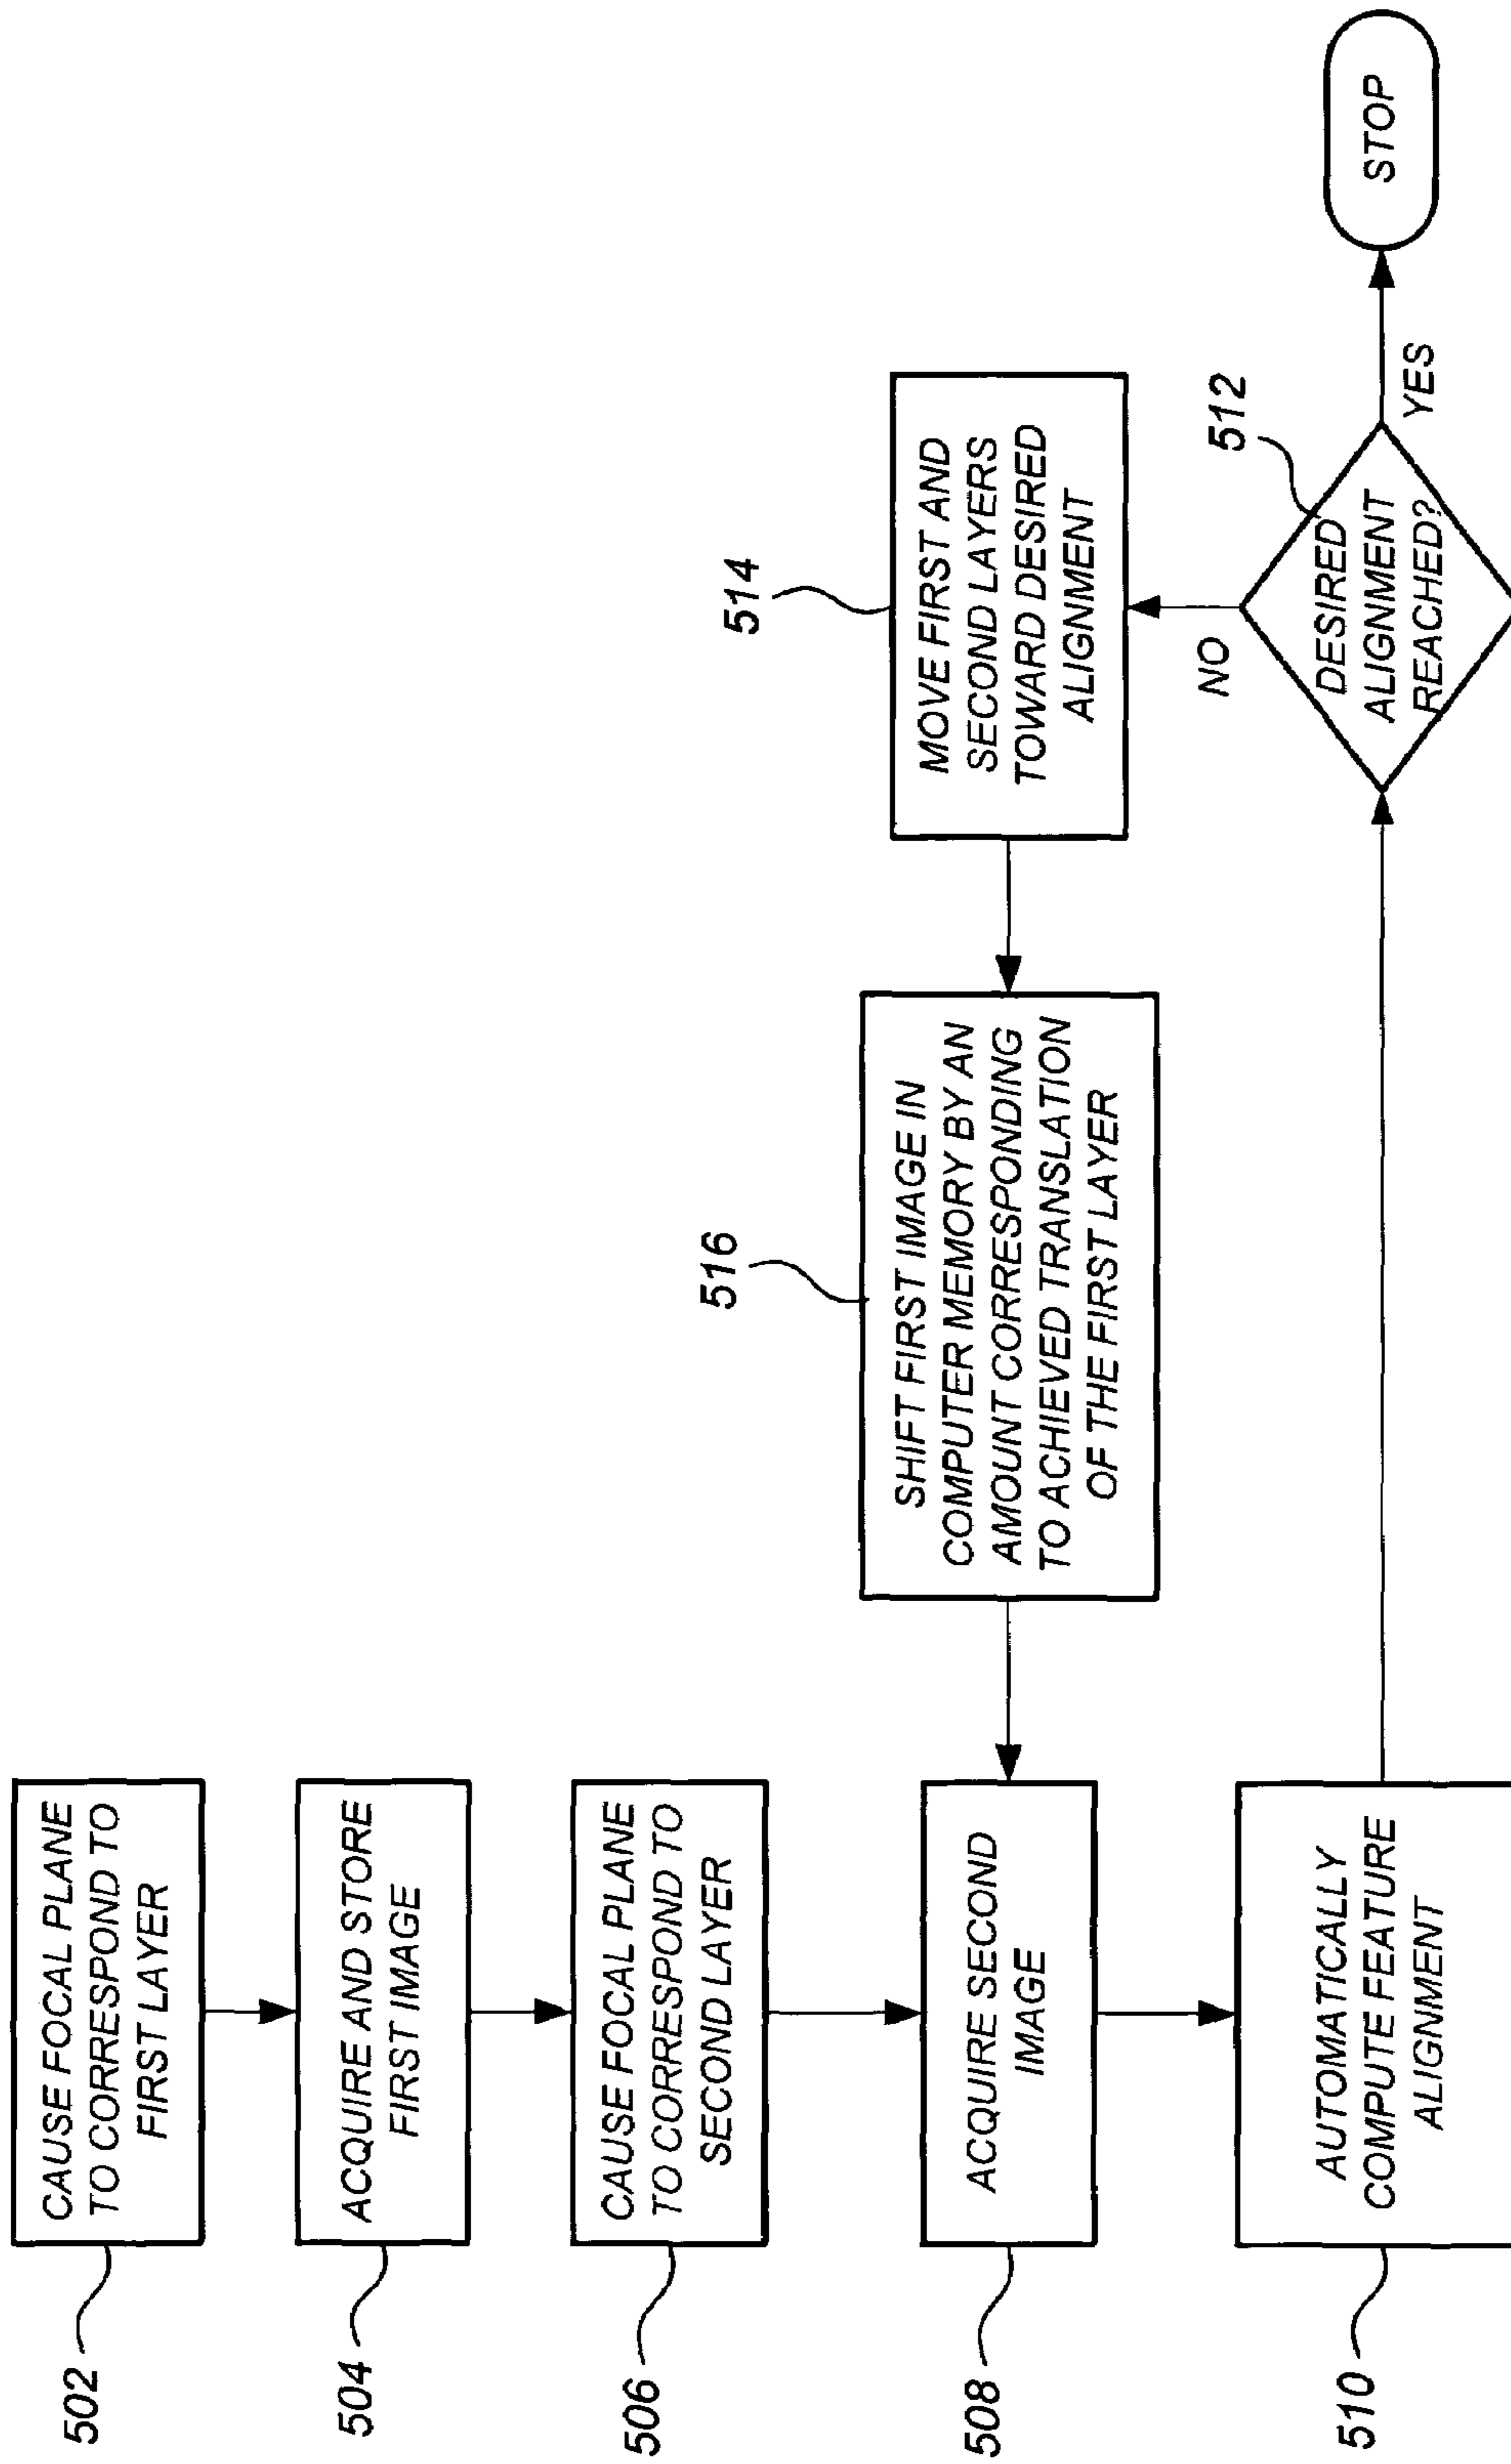 502
CAUSE FOCAL PLANE
TO CORRESPOND TO
FIRST LAYER
504
ACQUIRE AND STORE
FIRST IMAGE
506
CAUSE FOCAL PLANE
TO CORRESPOND TO
SECOND LAYER
508
ACQUIRE SECOND
IMAGE
510
AUTOMATICALLY
COMPUTE FEATURE
ALIGNMENT
516
SHIFT FIRST IMAGE IN
COMPUTER MEMORY BY AN
AMOUNT CORRESPONDING
TO ACHIEVED TRANSLATION
OF THE FIRST LAYER
514
MOVE FIRST AND
SECOND LAYERS
TOWARD DESIRED
ALIGNMENT
NO
512
DESIRED
ALIGNMENT
REACHED?
YES
STOP